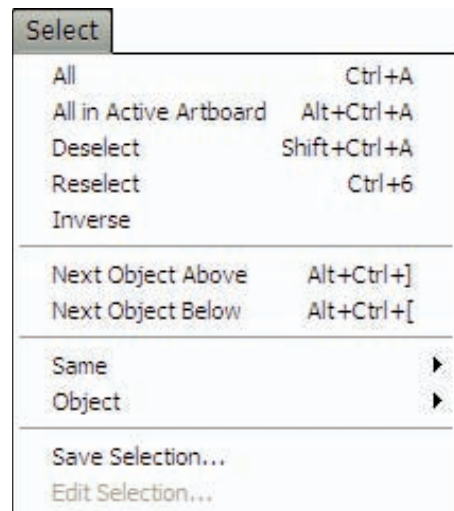 Select
All Ctrl+A
All in Active Artboard Alt+Ctrl+A
Deselect Shift+Ctrl+A
Reselect Ctrl+6
Inverse
Next Object Above Alt+Ctrl+]
Next Object Below Alt+Ctrl+[
Same
Object
Save Selection...
Edit Selection...